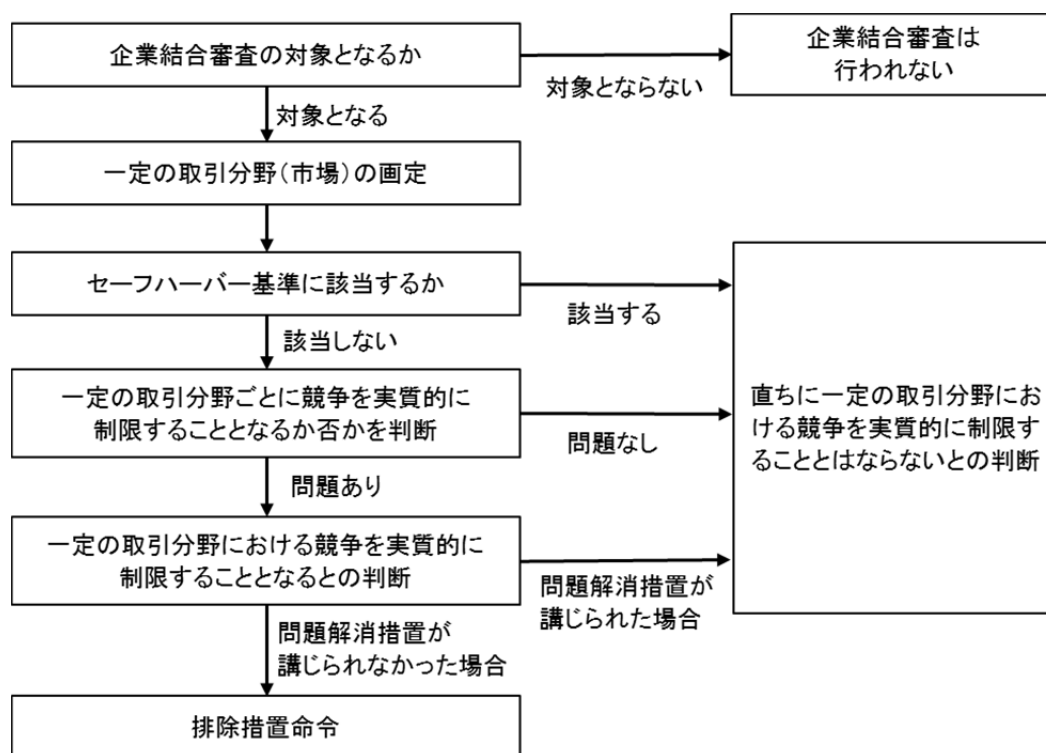 企業結合審査の対象となるか
対象とならない
企業結合審査は
行われない
対象となる
一定の取引分野(市場)の画定
セーフハーバー基準に該当するか
該当する
該当しない
一定の取引分野ごとに競争を実質的に
制限することとなるか否かを判断
問題なし
直ちに一定の取引分野にお
ける競争を実質的に制限す
ることとはならないとの判断
問題あり
一定の取引分野における競争を実質的に
制限することとなるとの判断
問題解消措置が
講じられた場合
問題解消措置が
講じられなかった場合
排除措置命令